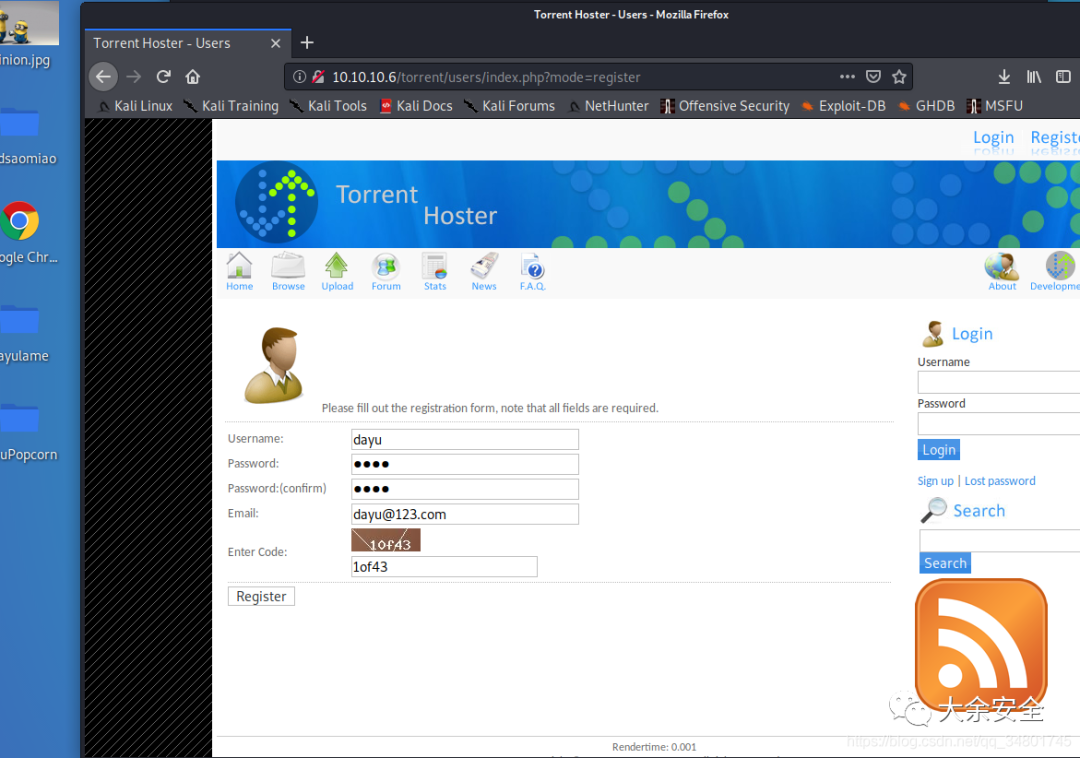 Torrent Hoster - Users - Mozilla Firefox
Torrent Hoster - Users
10.10.10.6/torrent/users/index.php?mode=register
Kali Linux Kali Training Kali Tools Kali Docs Kali Forums NetHunter Offensive Security Exploit-DB GHDB MSFU
inion.jpg
dsaomiao
ogle Chr...
ayulame
uPopcorn
Login Registe
Torrent
Hoster
Home Browse Upload Forum Stats News F.A.Q. About Developme
Please fill out the registration form, note that all fields are required.
Username: dayu
Password: ●●●●
Password:(confirm) ●●●●
Email: dayu@123.com
1of43
Enter Code:
1of43
Register
Login
Username
Password
Login
Sign up | Lost password
Search
Search
大余安全
Rendertime: 0.001
https://blog.csdn.net/qq_34801745